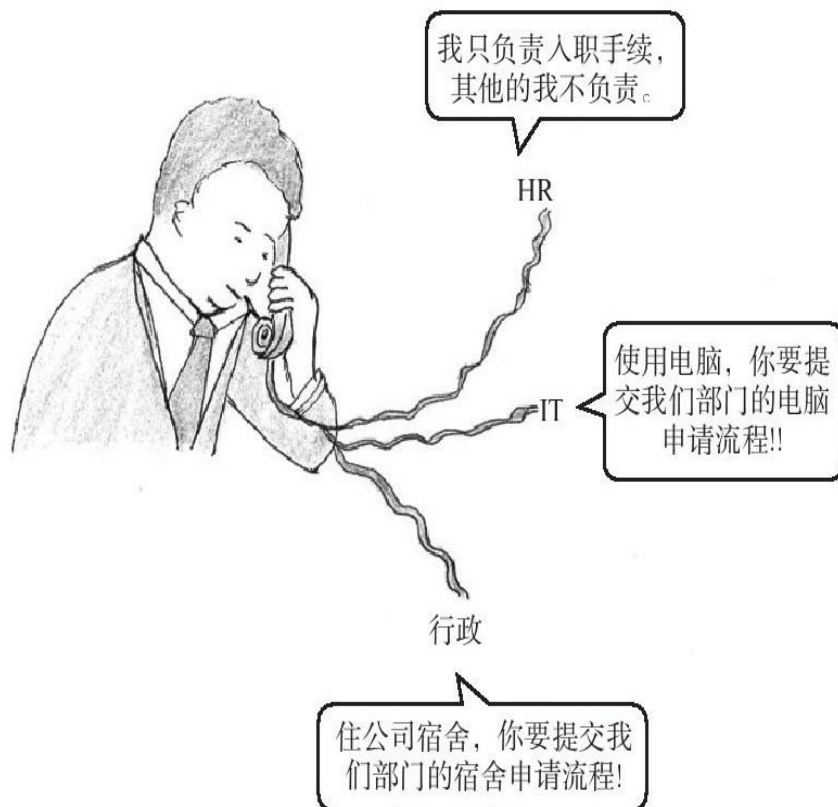 我只负责入职手续，
其他的我不负责。
HR
使用电脑，你要提
交我们部门的电脑
申请流程!!
IT
行政
住公司宿舍，你要提交我
们部门的宿舍申请流程!